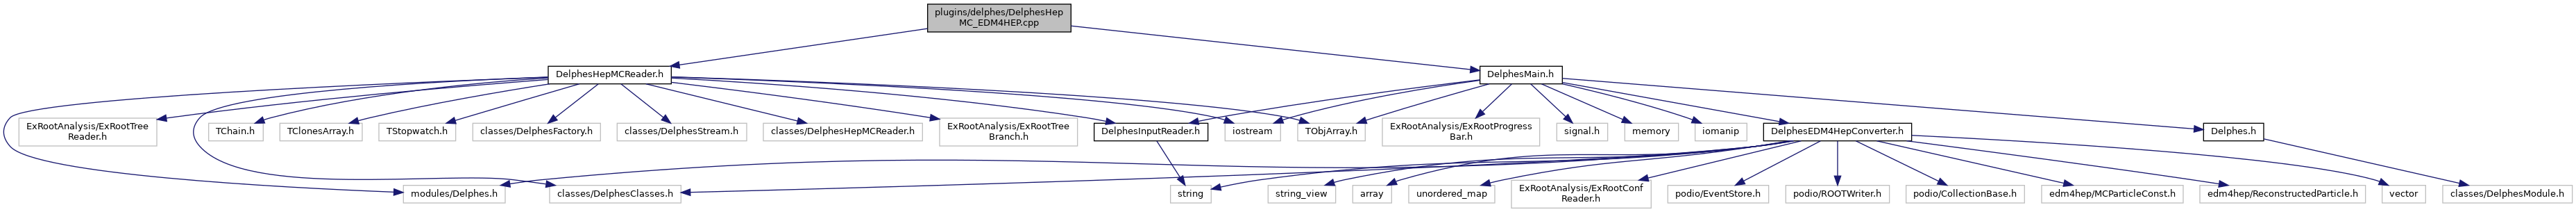 plugins/delphes/DelphesHep
MC_EDM4HEP.cpp
DelphesHepMCReader.h
DelphesMain.h
ExRootAnalysis/ExRootTree
Reader.h
TChain.h
TClonesArray.h
TStopwatch.h
classes/DelphesFactory.h
classes/DelphesStream.h
classes/DelphesHepMCReader.h
ExRootAnalysis/ExRootTree
Branch.h
DelphesInputReader.h
iostream
TObjArray.h
ExRootAnalysis/ExRootProgress
Bar.h
signal.h
memory
iomanip
DelphesEDM4HepConverter.h
Delphes.h
modules/Delphes.h
classes/DelphesClasses.h
string
string_view
array
unordered_map
ExRootAnalysis/ExRootConf
Reader.h
podio/EventStore.h
podio/ROOTWriter.h
podio/CollectionBase.h
edm4hep/MCParticleConst.h
edm4hep/ReconstructedParticle.h
vector
classes/DelphesModule.h